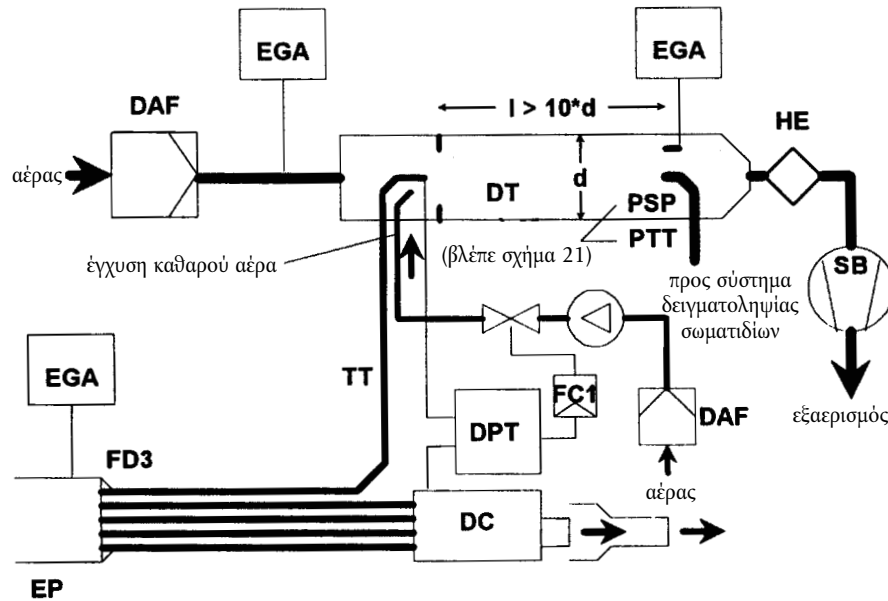 EGA
EGA
DAF
l > 10*d
HE
αέρας
d
DT
PSP
PTT
SB
έγχυση καθαρού αέρα
(βλέπε σχήμα 21)
προς σύστημα
δειγματοληψίας
σωματιδίων
TT
EGA
FC1
DAF
εξαερισμός
DPT
FD3
αέρας
DC
EP